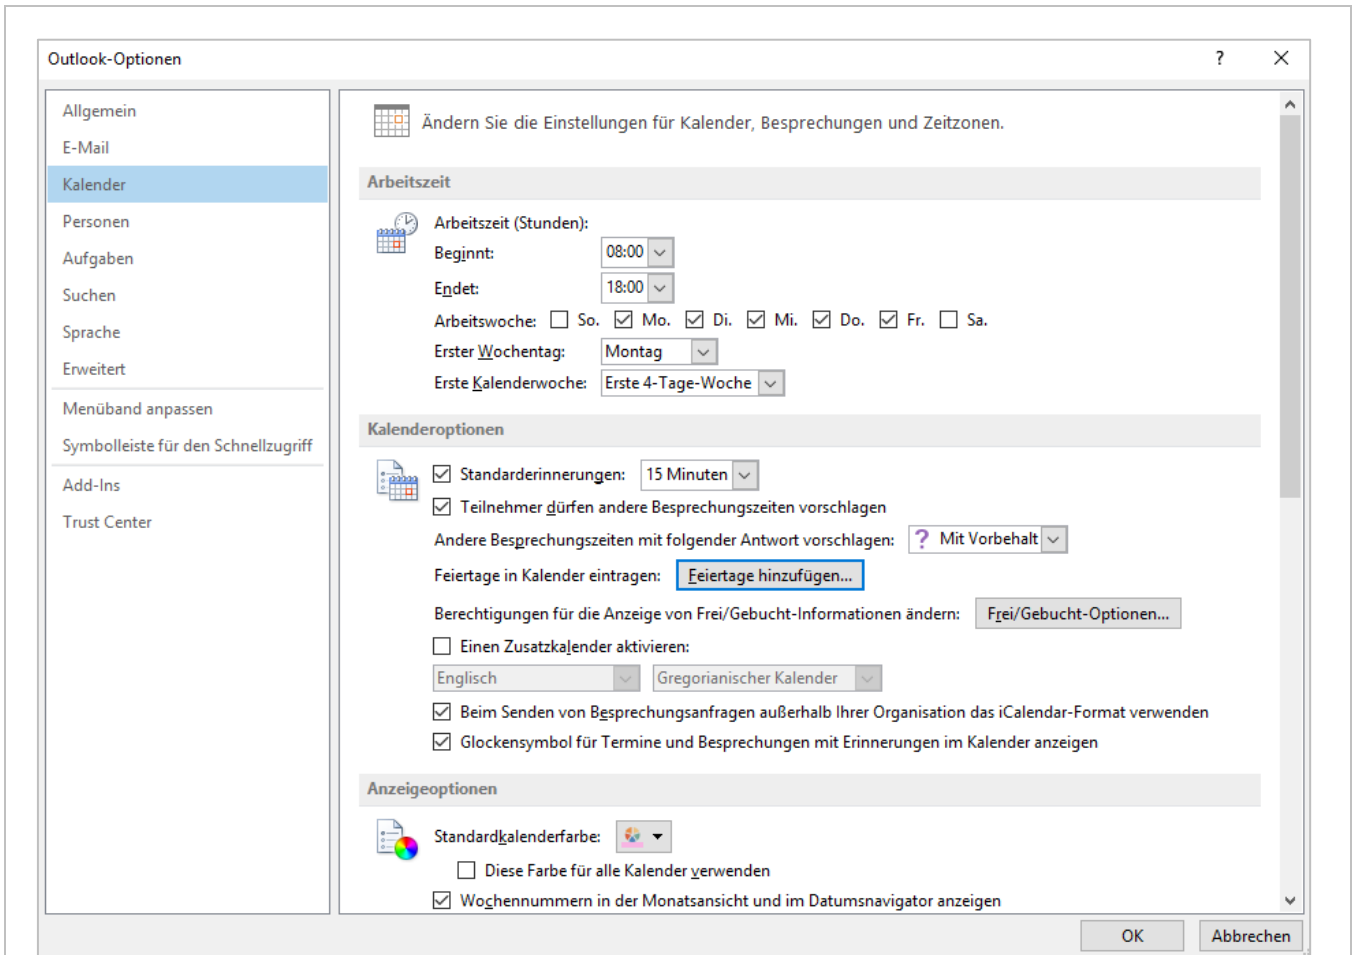 Outlook-Optionen
?
Allgemein
E-Mail
Kalender
Personen
Aufgaben
Suchen
Sprache
Erweitert
Menüband anpassen
Symbolleiste für den Schnellzugriff
Add-Ins
Trust Center
Ändern Sie die Einstellungen für Kalender, Besprechungen und Zeitzonen.
Arbeitszeit
Arbeitszeit (Stunden):
Beginnt: 08:00
Endet: 18:00
Arbeitswoche: So. Mo. Di. Mi. Do. Fr. Sa.
Erster Wochentag: Montag
Erste Kalenderwoche: Erste 4-Tage-Woche
Kalenderoptionen
Standarderinnerungen: 15 Minuten
Teilnehmer dürfen andere Besprechungszeiten vorschlagen
Andere Besprechungszeiten mit folgender Antwort vorschlagen: ? Mit Vorbehalt
Feiertage in Kalender eintragen: Feiertage hinzufügen...
Berechtigungen für die Anzeige von Frei/Gebucht-Informationen ändern: Frei/Gebucht-Optionen...
Einen Zusatzkalender aktivieren:
Englisch Gregorianischer Kalender
Beim Senden von Besprechungsanfragen außerhalb Ihrer Organisation das iCalendar-Format verwenden
Glockensymbol für Termine und Besprechungen mit Erinnerungen im Kalender anzeigen
Anzeigeoptionen
Standardkalenderfarbe:
Diese Farbe für alle Kalender verwenden
Wochennummern in der Monatsansicht und im Datumsnavigator anzeigen
OK Abbrechen